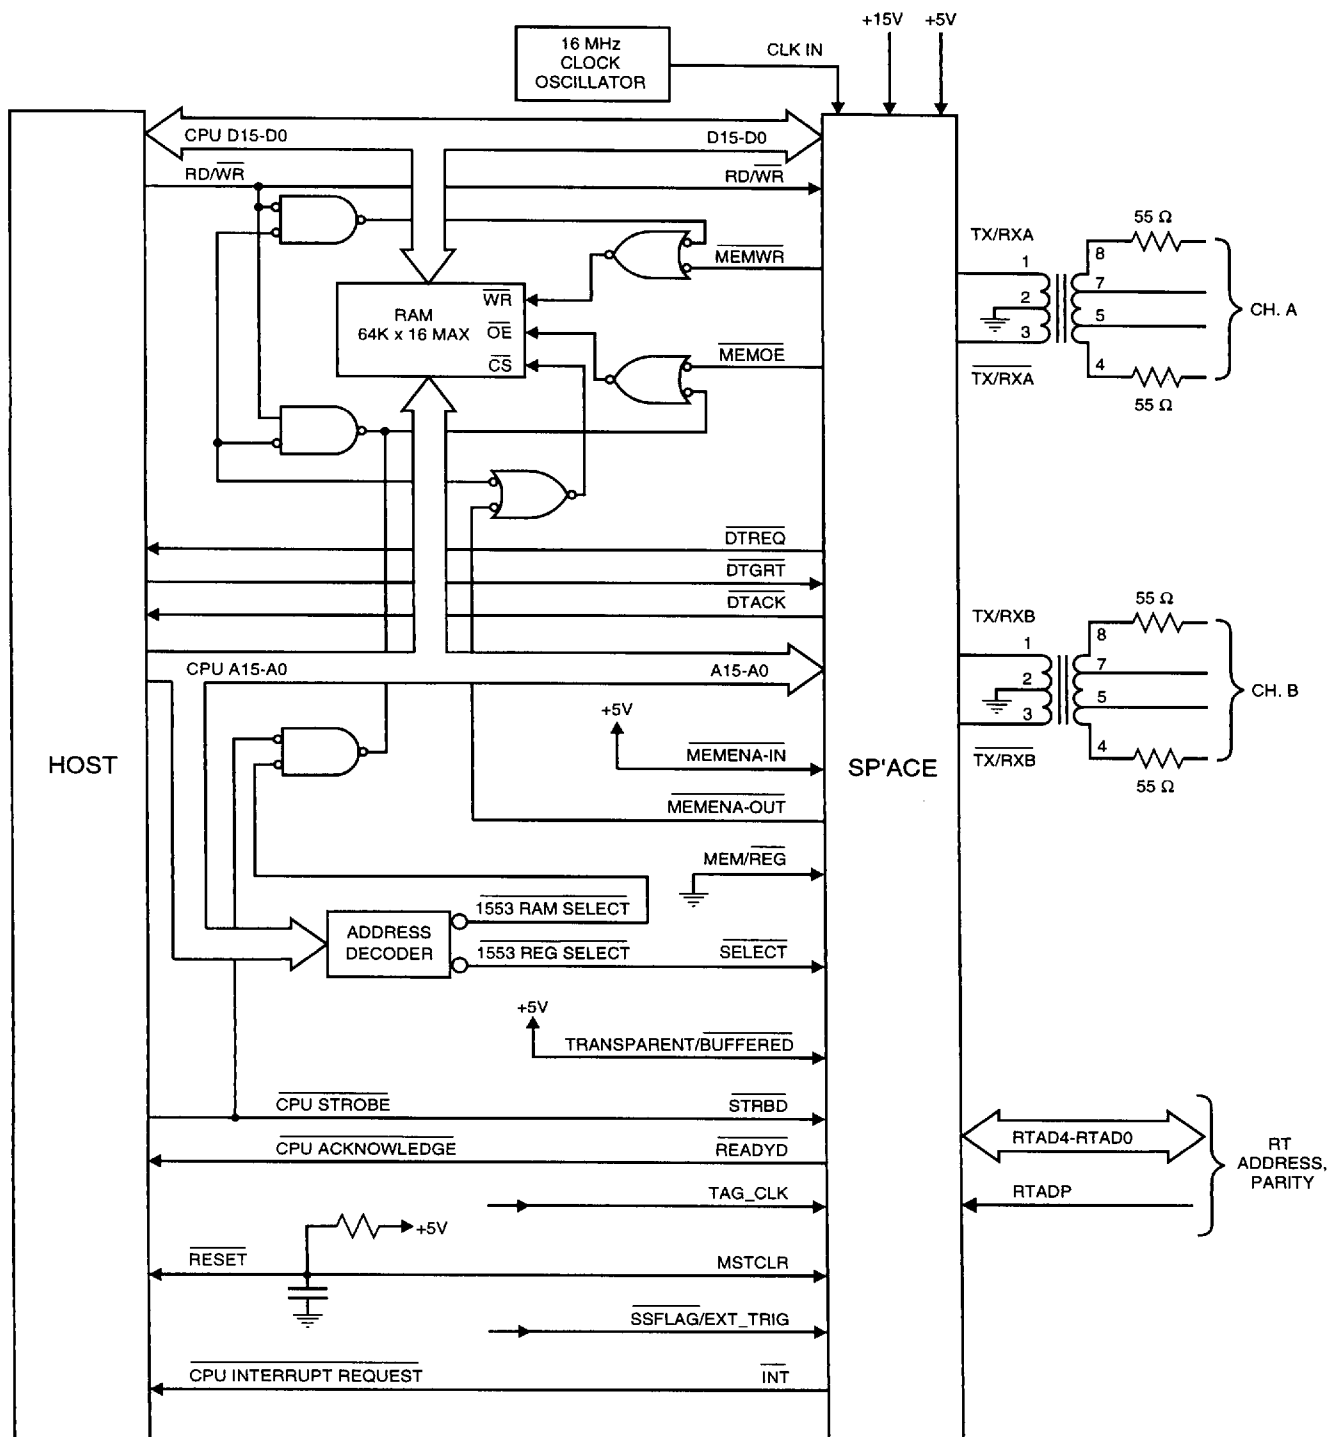 +15V
+5V
16 MHz
CLOCK
OSCILLATOR
CLK IN
CPU D15-D0
D15-D0
RD/WR
RD/WR
MEMWR
RAM
64K x 16 MAX
WR
OE
CS
MEMOE
TX/RXA
1
2
3
TX/RXA
8
7
5
4
55 Ω
55 Ω
CH. A
DTREQ
DTGRT
DTACK
CPU A15-A0
A15-A0
HOST
SP'ACE
+5V
MEMENA-IN
MEMENA-OUT
MEM/REG
TX/RXB
1
2
3
TX/RXB
8
7
5
4
55 Ω
55 Ω
CH. B
ADDRESS
DECODER
1553 RAM SELECT
1553 REG SELECT
SELECT
+5V
TRANSPARENT/BUFFERED
CPU STROBE
STRBD
CPU ACKNOWLEDGE
READYD
TAG_CLK
+5V
RESET
MSTCLR
SSFLAG/EXT_TRIG
CPU INTERRUPT REQUEST
INT
RTAD4-RTAD0
RTADP
RT
ADDRESS,
PARITY